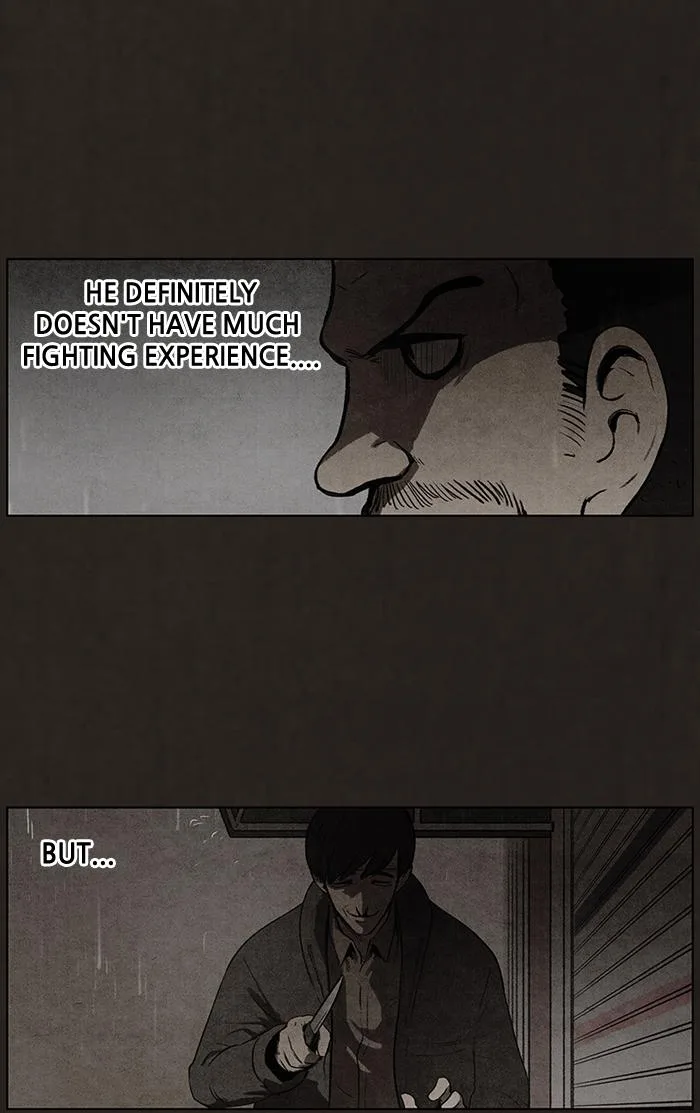 HE DEFINITELY
DOESN'T HAVE MUCH
FIGHTING EXPERIENCE....
BUT...